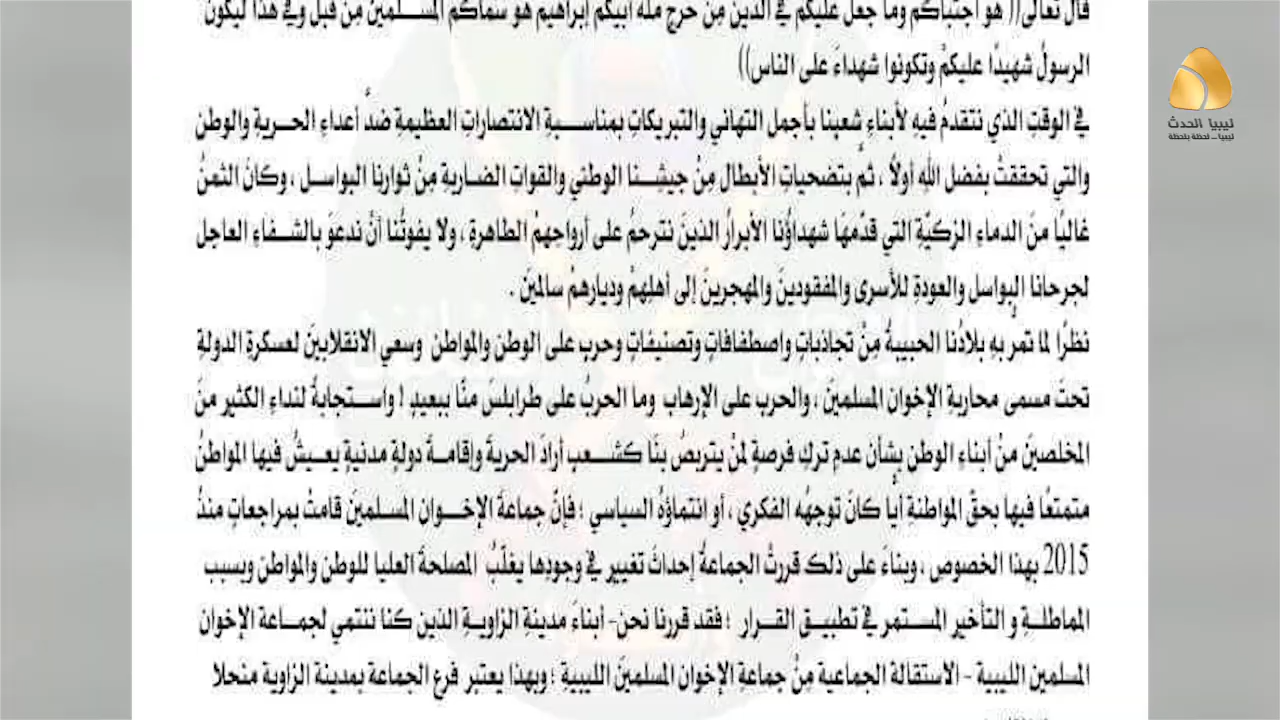 قال تعالى(( هو اجتباكم وما جعل عليكم في الدين من حرج ملة أبيكم إبراهيم هو سماكم المسلمين من قبل وفي هذا ليكون
الرسولُ شهيدًا عليكمْ وتكونوا شهداءَ على الناس))
في الوقتِ الذي نتقدمُ فيهِ لأبناءِ شعبنا بأجمل التهاني والتبريكاتِ بمناسبةِ الانتصاراتِ العظيمةِ ضدَّ أعداءِ الحريةِ والوطن
والتي تحققتْ بفضل اللهِ أولًا ، ثمَّ بتضحياتِ الأبطال مِنْ جيشِنا الوطني والقواتِ الضاربةِ مِنْ ثوارنا البواسل ، وكانَ الثمنُ
غاليًا منَ الدماءِ الزكيّةِ التي قدّمهَا شهداؤُنا الأبرارُ الذينَ نترحمُ على أرواحِهمْ الطاهرةِ ، ولا يفوتُنا أنْ ندعوَ بالشفاءِ العاجل
لجرحانا البواسل والعودةِ للأسرى والمفقودينَ والمهجرينَ إلى أهلِهمْ وديارهمْ سالمينَ .
نظرًا لما تمر بهِ بلادُنا الحبيبةُ مِنْ تجاذباتٍ واصطفافاتٍ وتصنيفاتٍ وحربٍ على الوطن والمواطن وسعي الانقلابيينَ لعسكرةِ الدولةِ
تحتَ مسمى محاربةِ الإخوان المسلمينَ ، والحربِ على الإرهابِ وما الحربُ على طرابلسَ منّا ببعيدٍ ! واستجابةً لنداءِ الكثير منَ
المخلصينَ منْ أبناءِ الوطن بشأن عدم تركِ فرصةٍ لمنْ يتربصُ بنَا كشعبٍ أرادَ الحريةَ وإقامةَ دولةٍ مدنيةٍ يعيشُ فيها المواطنُ
متمتعًا فيها بحقِّ المواطنةِ أيا كانَ توجهُه الفكري ، أو انتماؤهُ السياسي ؛ فإنَّ جماعةَ الإخوان المسلمينَ قامتْ بمراجعاتٍ منذُ
2015 بهذا الخصوص ، وبناءً على ذلكَ قررتْ الجماعةُ إحداثَ تغييرٍ في وجودِها يغلّبُ المصلحةَ العليا للوطن والمواطن وبسببِ
المماطلةِ و التأخير المستمر في تطبيق القرار ؛ فقد قررنا نحن- أبناءَ مدينةِ الزاويةِ الذين كنا ننتمي لجماعة الإخوان
المسلمين الليبية - الاستقالة الجماعية مِنْ جماعةِ الإخوان المسلمينَ الليبيةِ ؛ وبهذا يعتبر فرع الجماعة بمدينة الزاوية منحلا
ليبيا الحدث
ليبيا... لحظة بلحظة